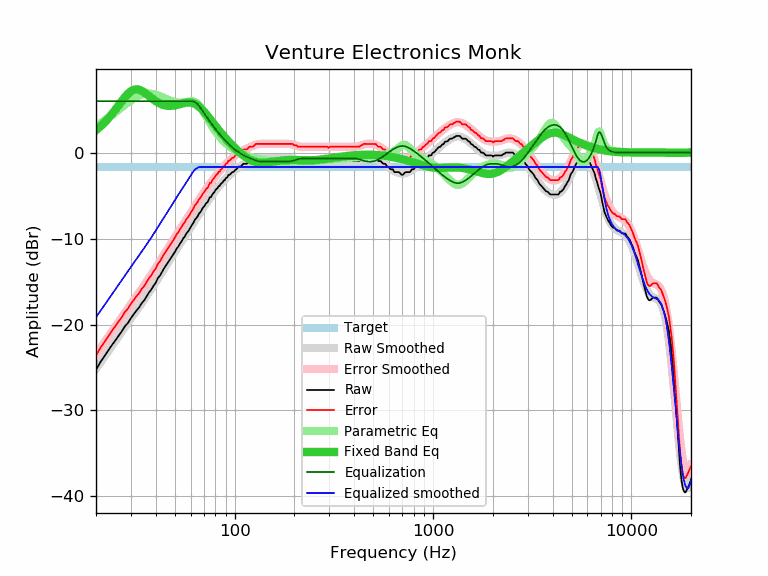 Venture Electronics Monk
Amplitude (dBr)
0
−10
−20
−30
−40
Target
Raw Smoothed
Error Smoothed
Raw
Error
Parametric Eq
Fixed Band Eq
Equalization
Equalized smoothed
100 1000 10000
Frequency (Hz)